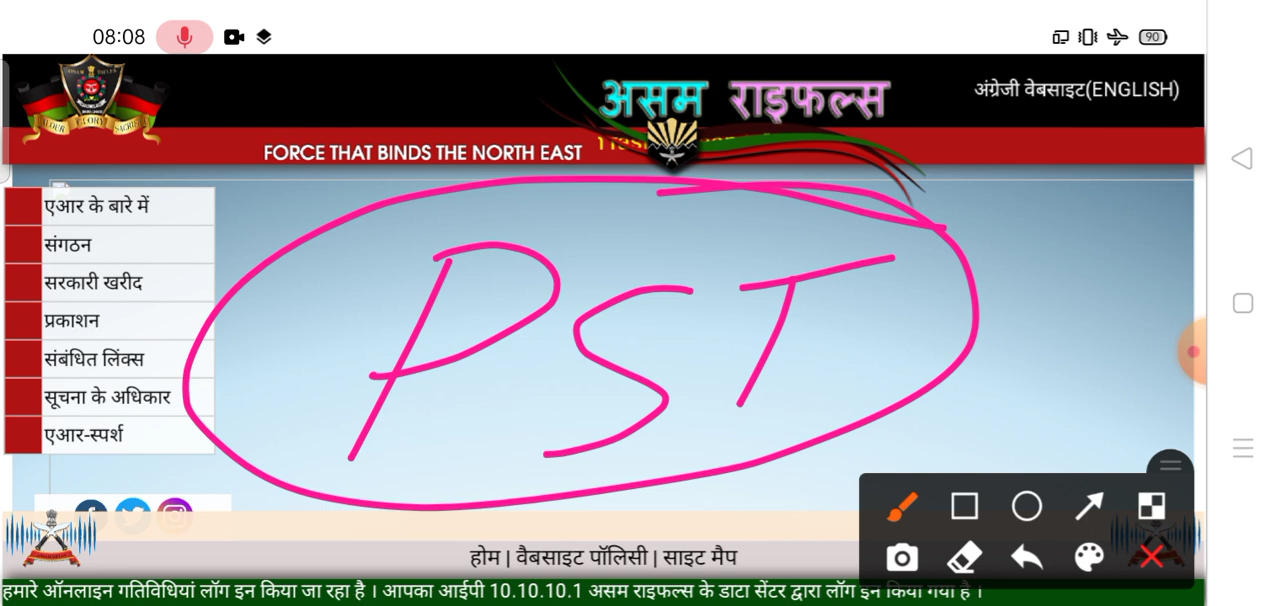 08:08
90
असम राइफल्स
अंग्रेजी वेबसाइट(ENGLISH)
FORCE THAT BINDS THE NORTH EAST
एआर के बारे में
संगठन
सरकारी खरीद
प्रकाशन
संबंधित लिंक्स
सूचना के अधिकार
एआर-स्पर्श
PST
होम | वैबसाइट पॉलिसी | साइट मैप
हमारे ऑनलाइन गतिविधियां लॉग इन किया जा रहा है । आपका आईपी 10.10.10.1 असम राइफल्स के डाटा सेंटर द्वारा लॉग इन किया गया है ।